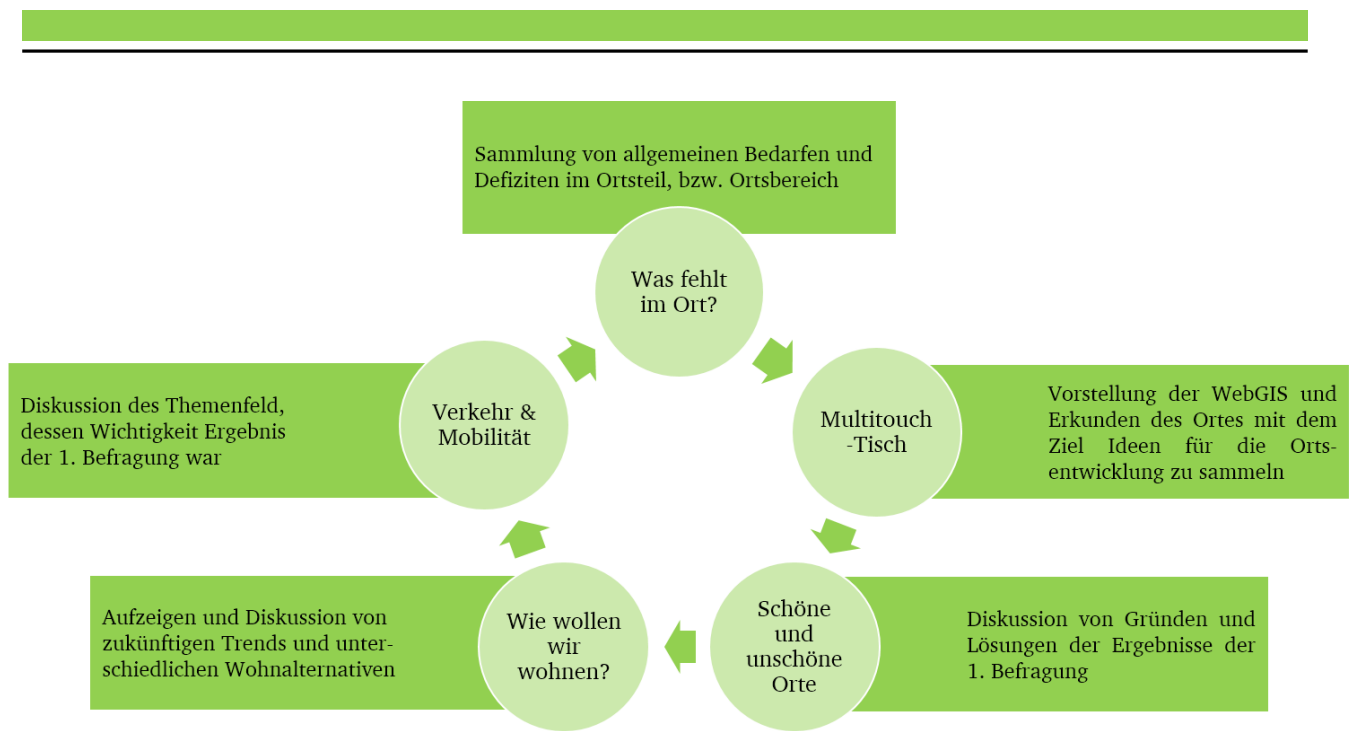 Sammlung von allgemeinen Bedarfen und
Defiziten im Ortsteil, bzw. Ortsbereich
Was fehlt
im Ort?
Multitouch
-Tisch
Vorstellung der WebGIS und
Erkunden des Ortes mit dem
Ziel Ideen für die Orts-
entwicklung zu sammeln
Schöne
und
unschöne
Orte
Diskussion von Gründen und
Lösungen der Ergebnisse der
1. Befragung
Wie wollen
wir
wohnen?
Aufzeigen und Diskussion von
zukünftigen Trends und unter-
schiedlichen Wohnalternativen
Verkehr &
Mobilität
Diskussion des Themenfeld,
dessen Wichtigkeit Ergebnis
der 1. Befragung war